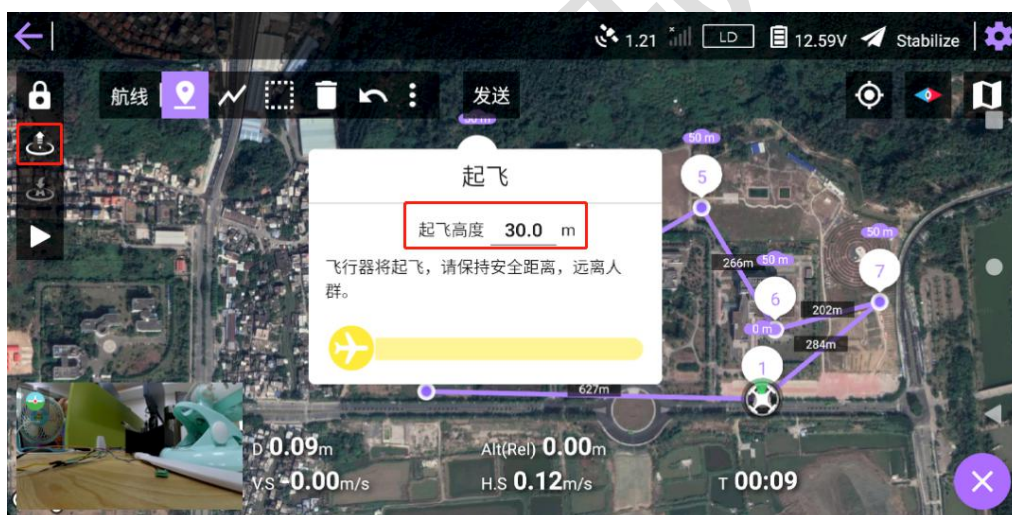 1.21 LD 12.59V Stabilize
航线 发送
50 m
50 m
5
起飞
起飞高度 30.0 m
飞行器将起飞，请保持安全距离，远离人
群。
50 m
7
266m
50 m
6
202m
0 m
284m
1
627m
D 0.09m Alt(Rel) 0.00m
V.S -0.00m/s H.S 0.12m/s T 00:09